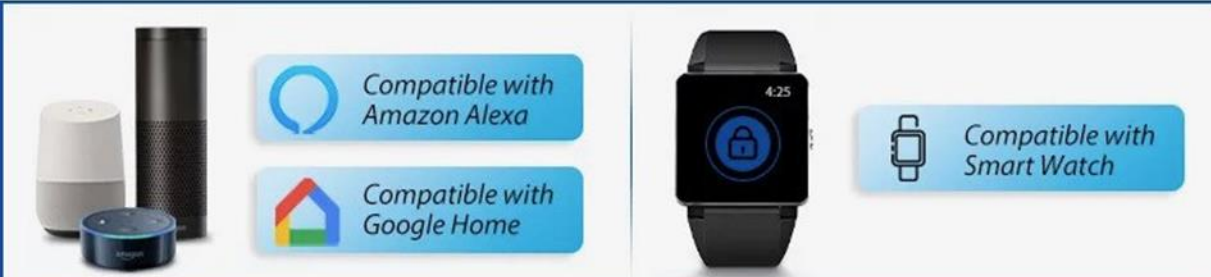 Compatible with
Amazon Alexa
Compatible with
Google Home
amazon
4:25
Compatible with
Smart Watch